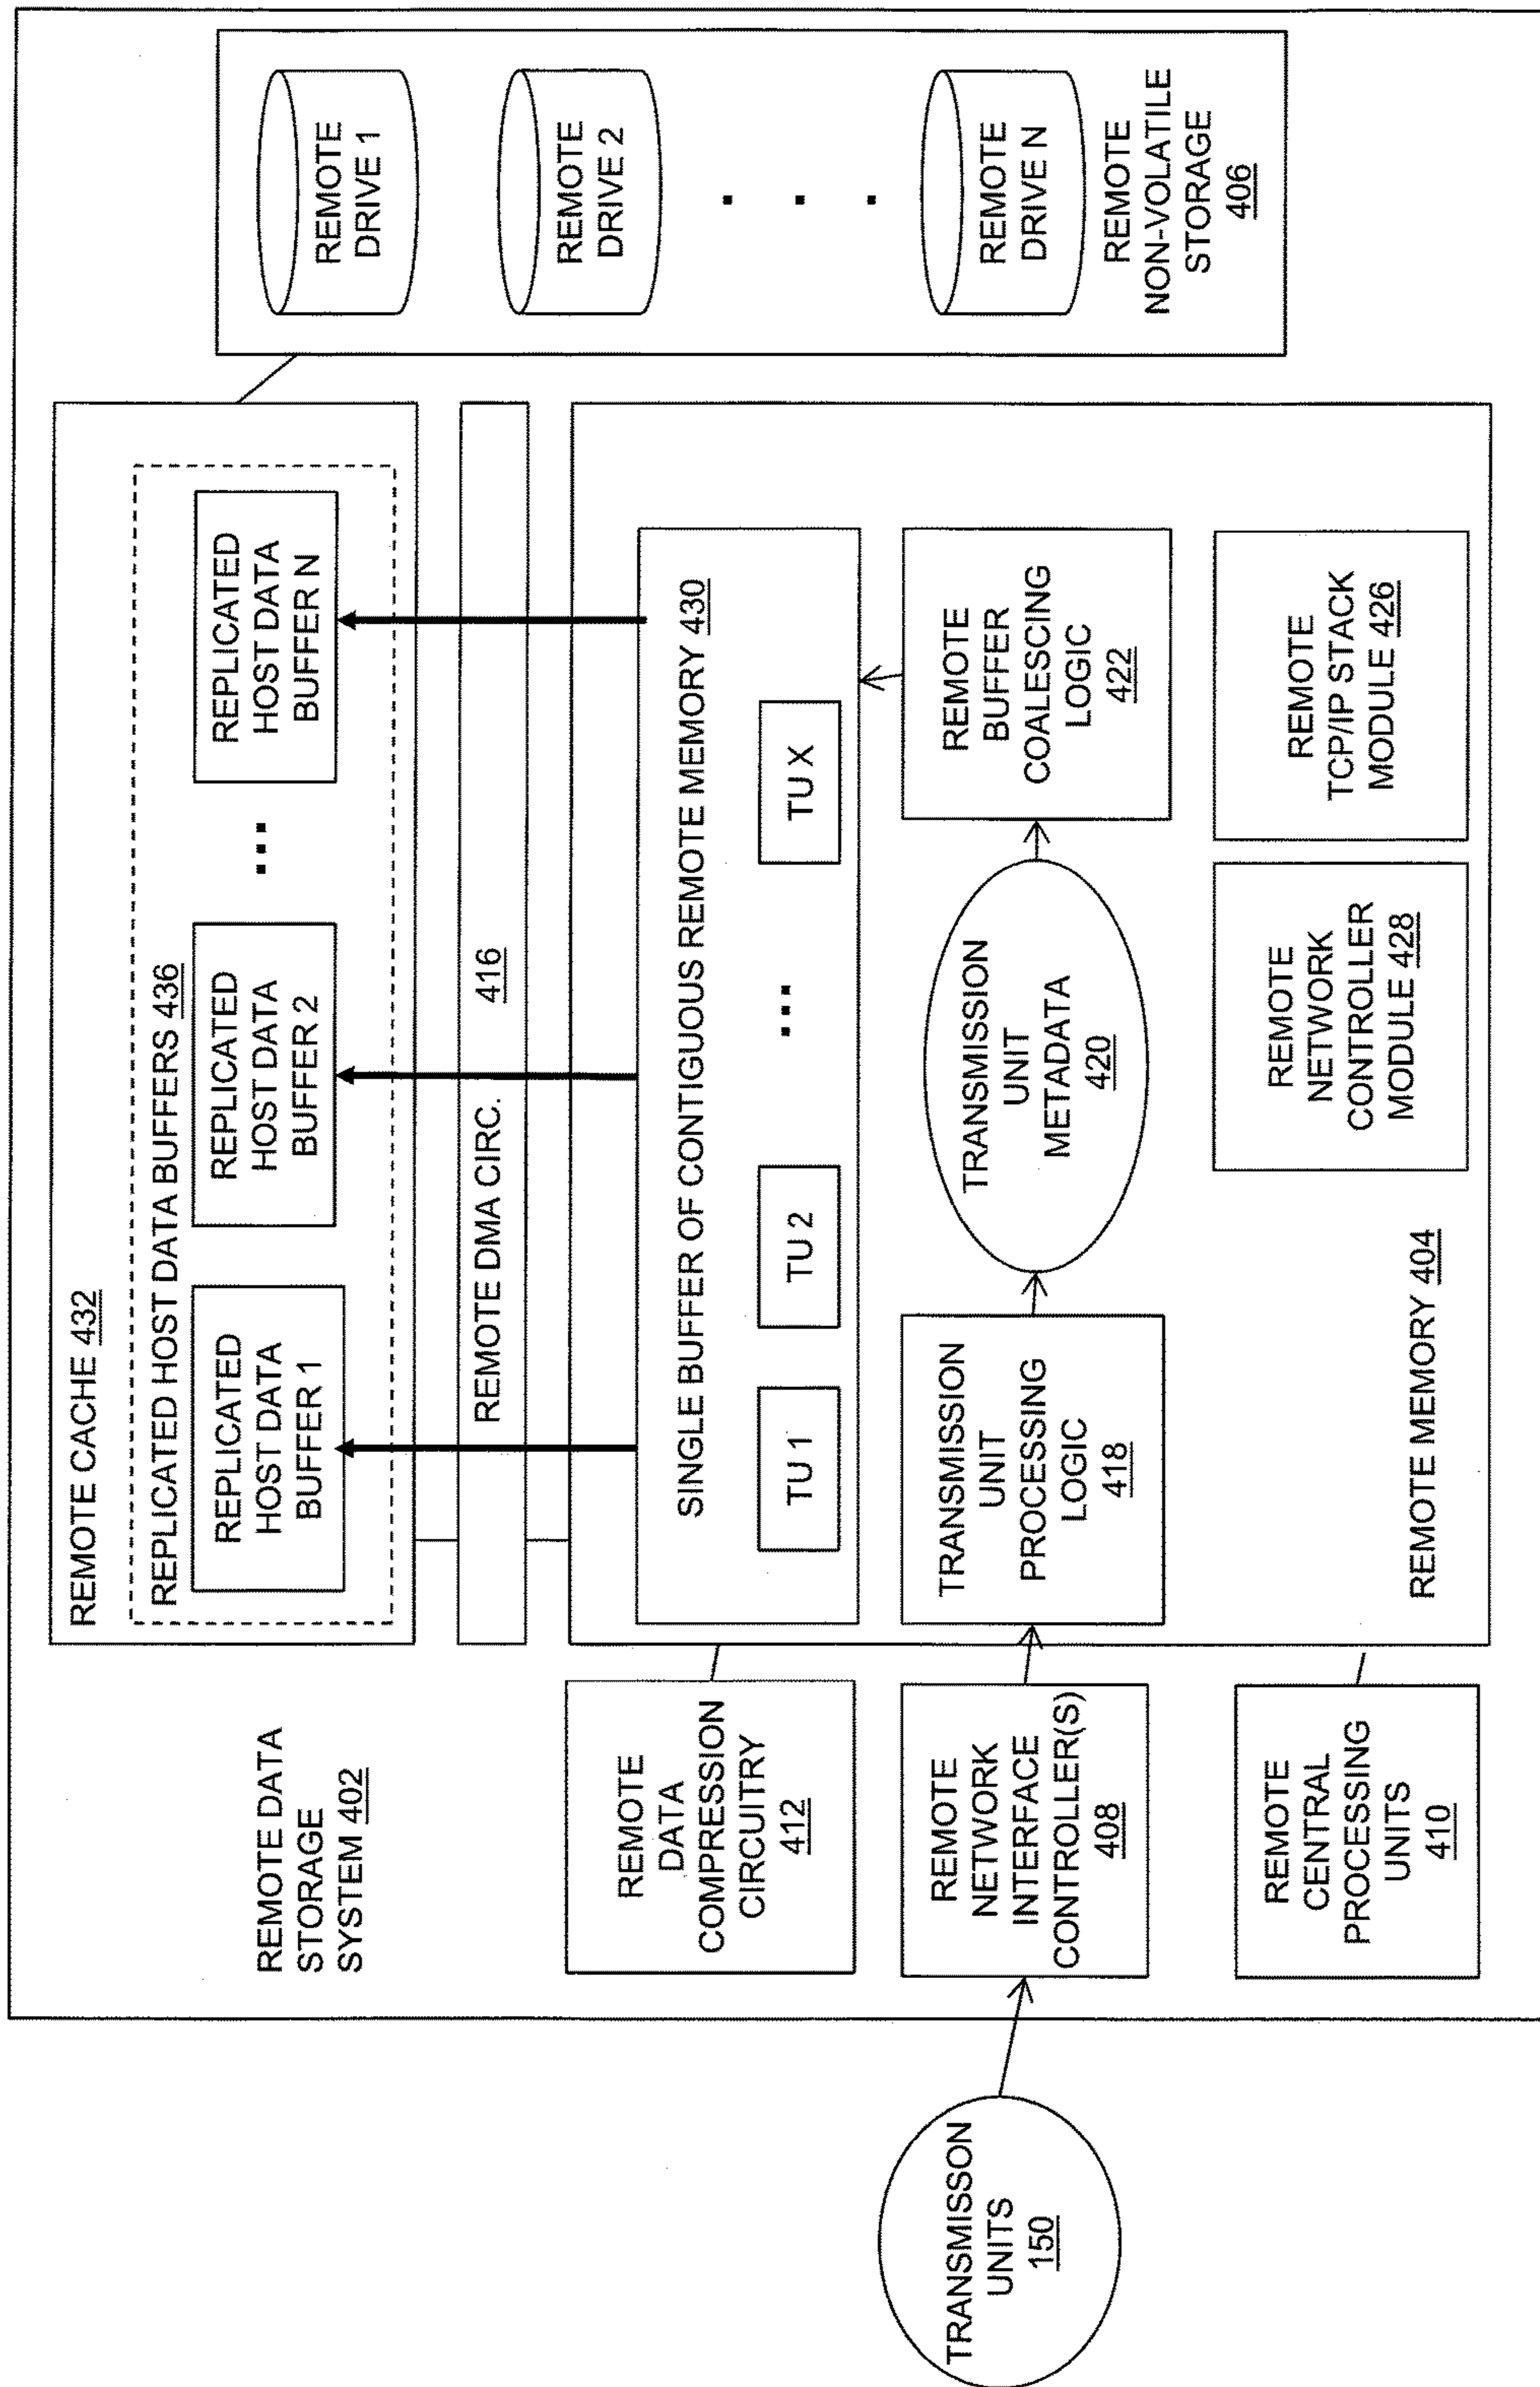 REMOTE DATA
STORAGE
SYSTEM 402
REMOTE CACHE 432
REPLICATED HOST DATA BUFFERS 436
REPLICATED
HOST DATA
BUFFER 1
REPLICATED
HOST DATA
BUFFER 2
...
REPLICATED
HOST DATA
BUFFER N
REMOTE DMA CIRC. 416
REMOTE
DRIVE 1
REMOTE
DRIVE 2
. . .
REMOTE
DRIVE N
REMOTE
NON-VOLATILE
STORAGE
406
REMOTE
DATA
COMPRESSION
CIRCUITRY
412
SINGLE BUFFER OF CONTIGUOUS REMOTE MEMORY 430
TU 1
TU 2
...
TU X
TRANSMISSON
UNITS
150
REMOTE
NETWORK
INTERFACE
CONTROLLER(S)
408
TRANSMISSION
UNIT
PROCESSING
LOGIC
418
TRANSMISSION
UNIT
METADATA
420
REMOTE
BUFFER
COALESCING
LOGIC
422
REMOTE
CENTRAL
PROCESSING
UNITS
410
REMOTE MEMORY 404
REMOTE
NETWORK
CONTROLLER
MODULE 428
REMOTE
TCP/IP STACK
MODULE 426